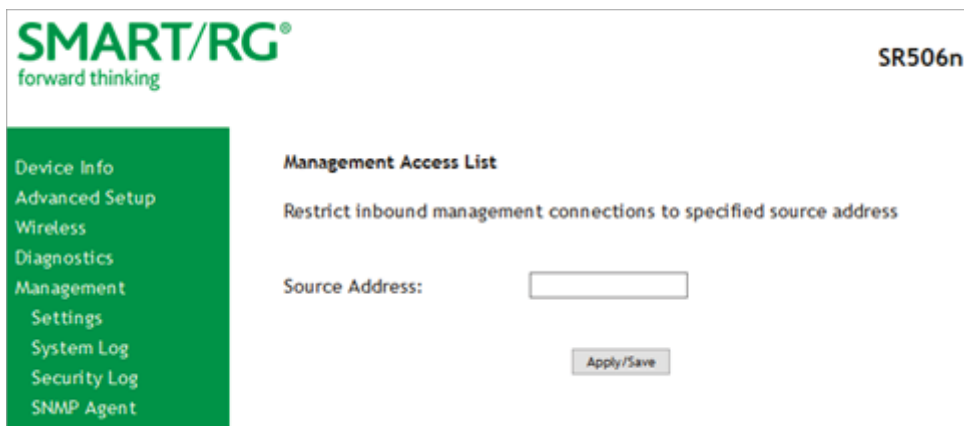 SMART/RG®
forward thinking
SR506n
Device Info
Advanced Setup
Wireless
Diagnostics
Management
Settings
System Log
Security Log
SNMP Agent
Management Access List
Restrict inbound management connections to specified source address
Source Address:
Apply/Save